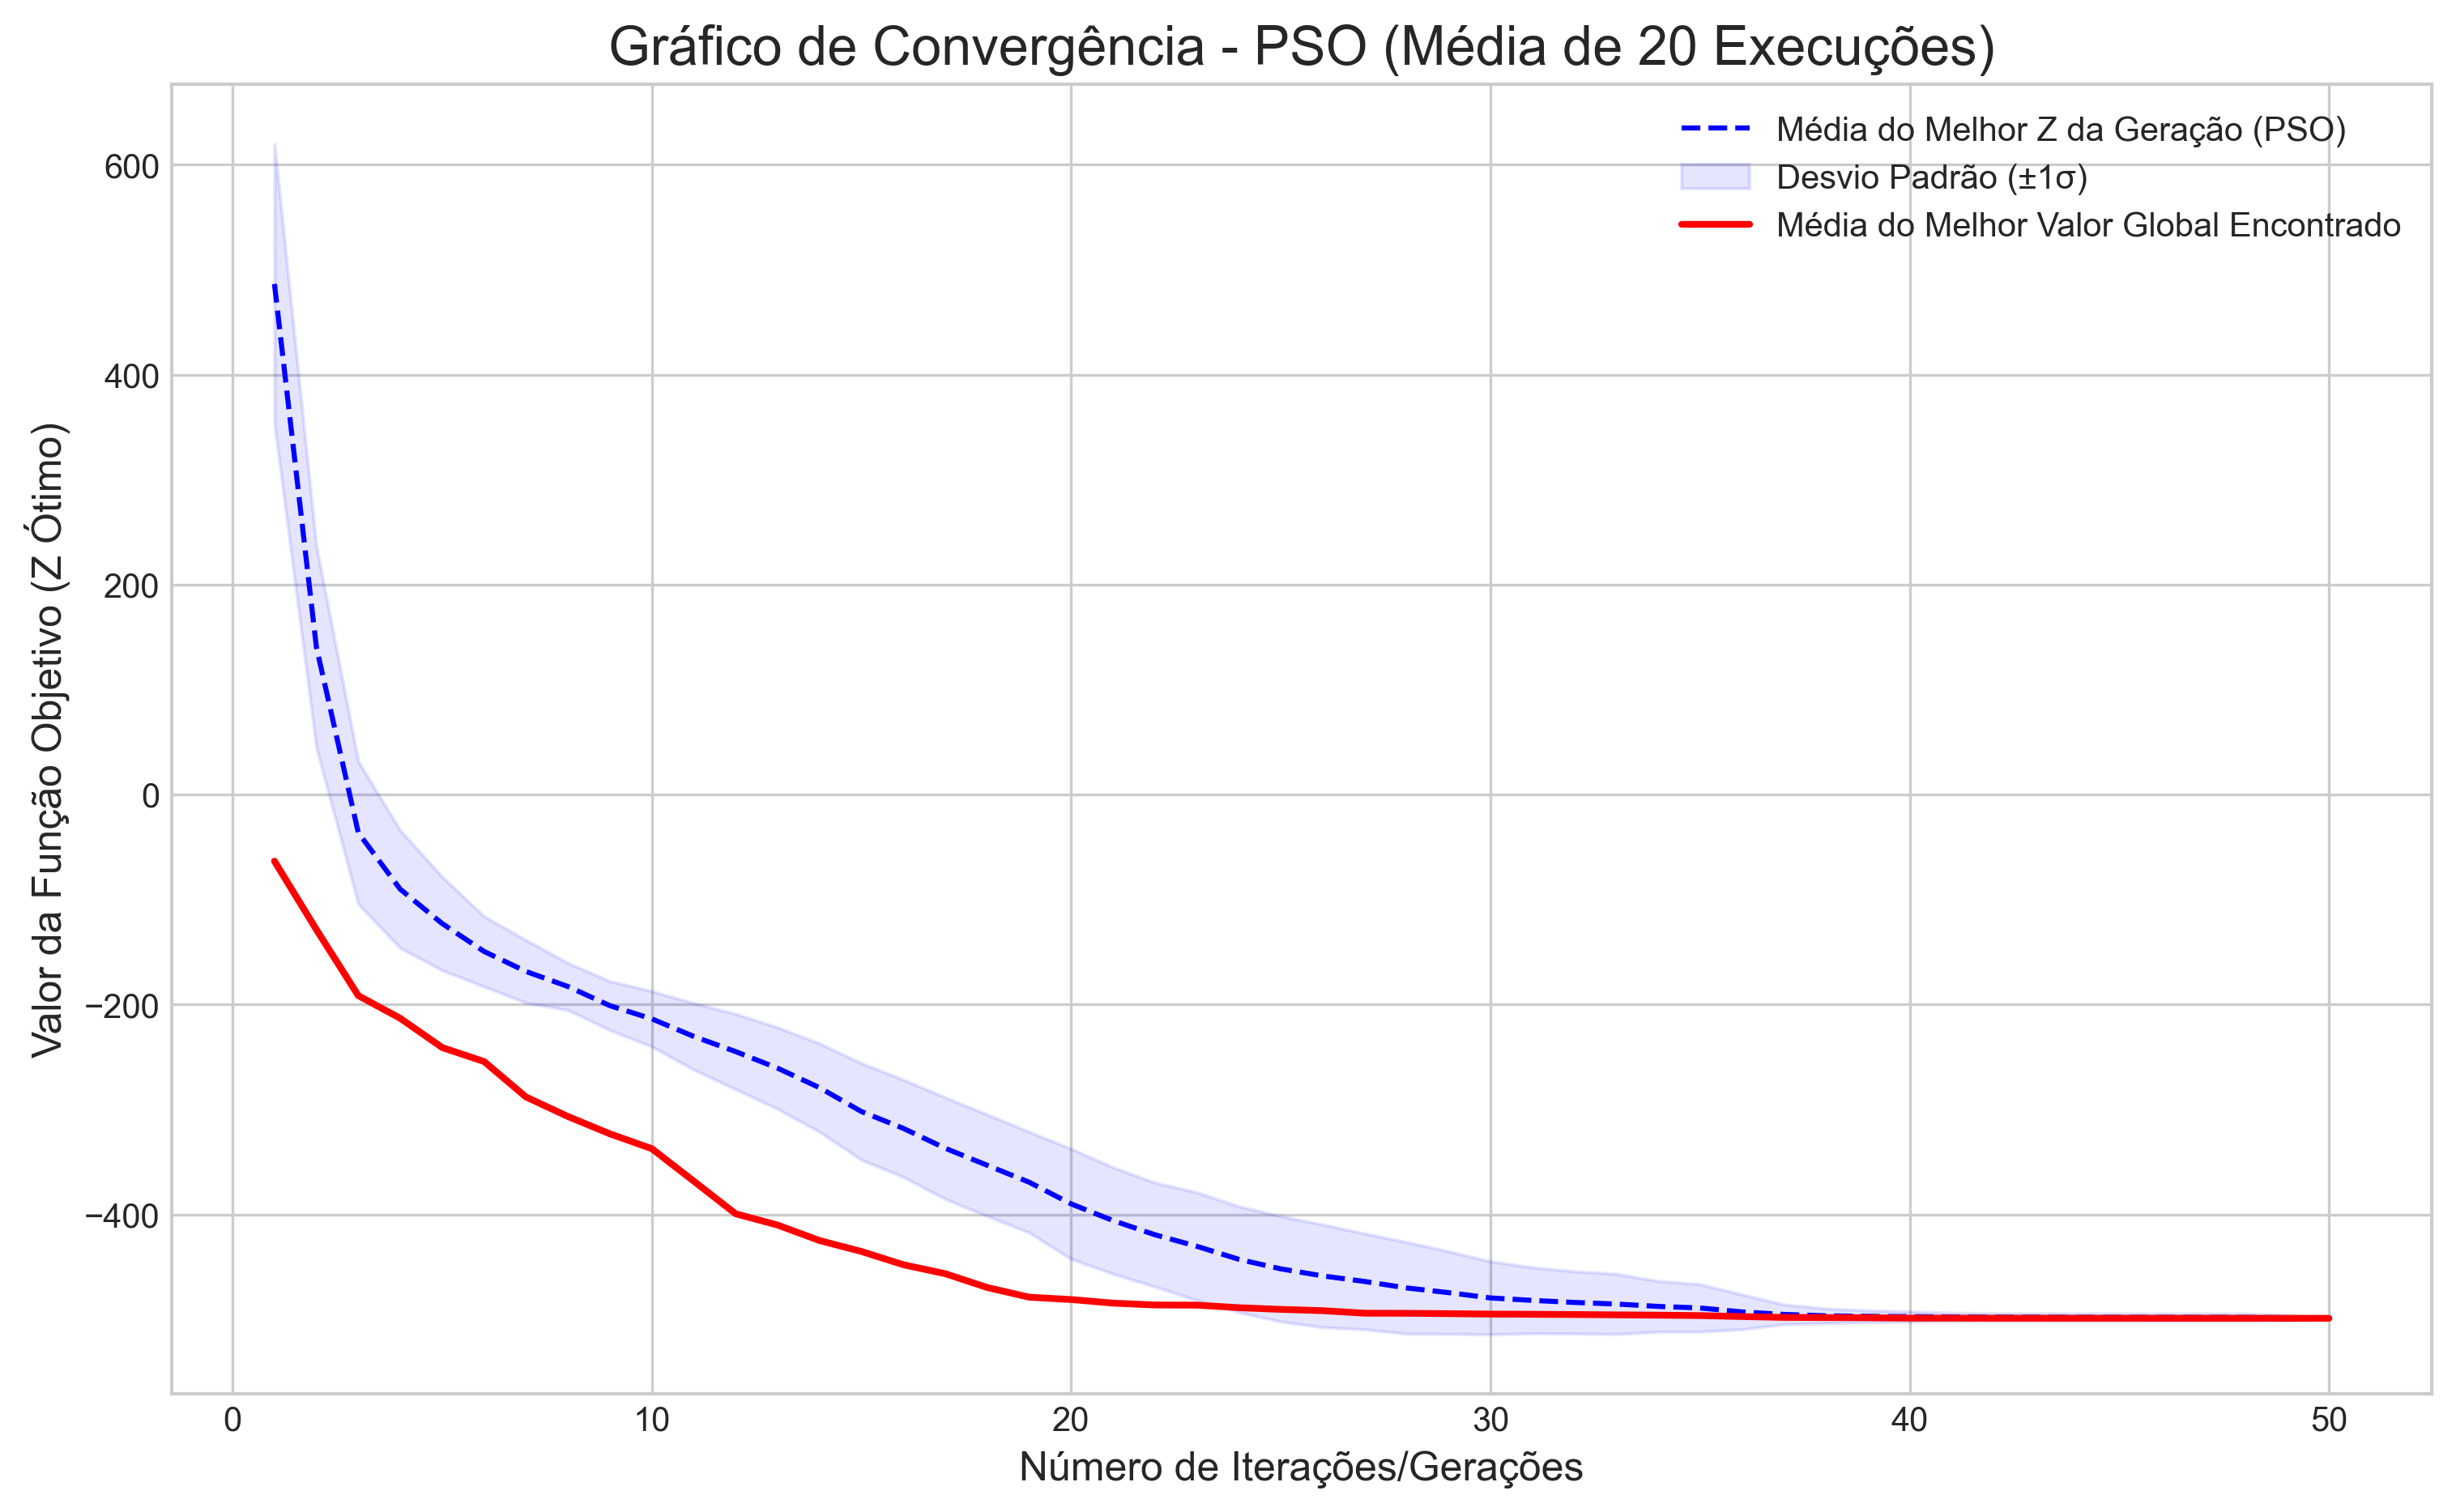 Gráfico de Convergência - PSO (Média de 20 Execuções)
Média do Melhor Z da Geração (PSO)
Desvio Padrão (±1σ)
Média do Melhor Valor Global Encontrado
Valor da Função Objetivo (Z Ótimo)
600
400
200
0
−200
−400
0 10 20 30 40 50
Número de Iterações/Gerações